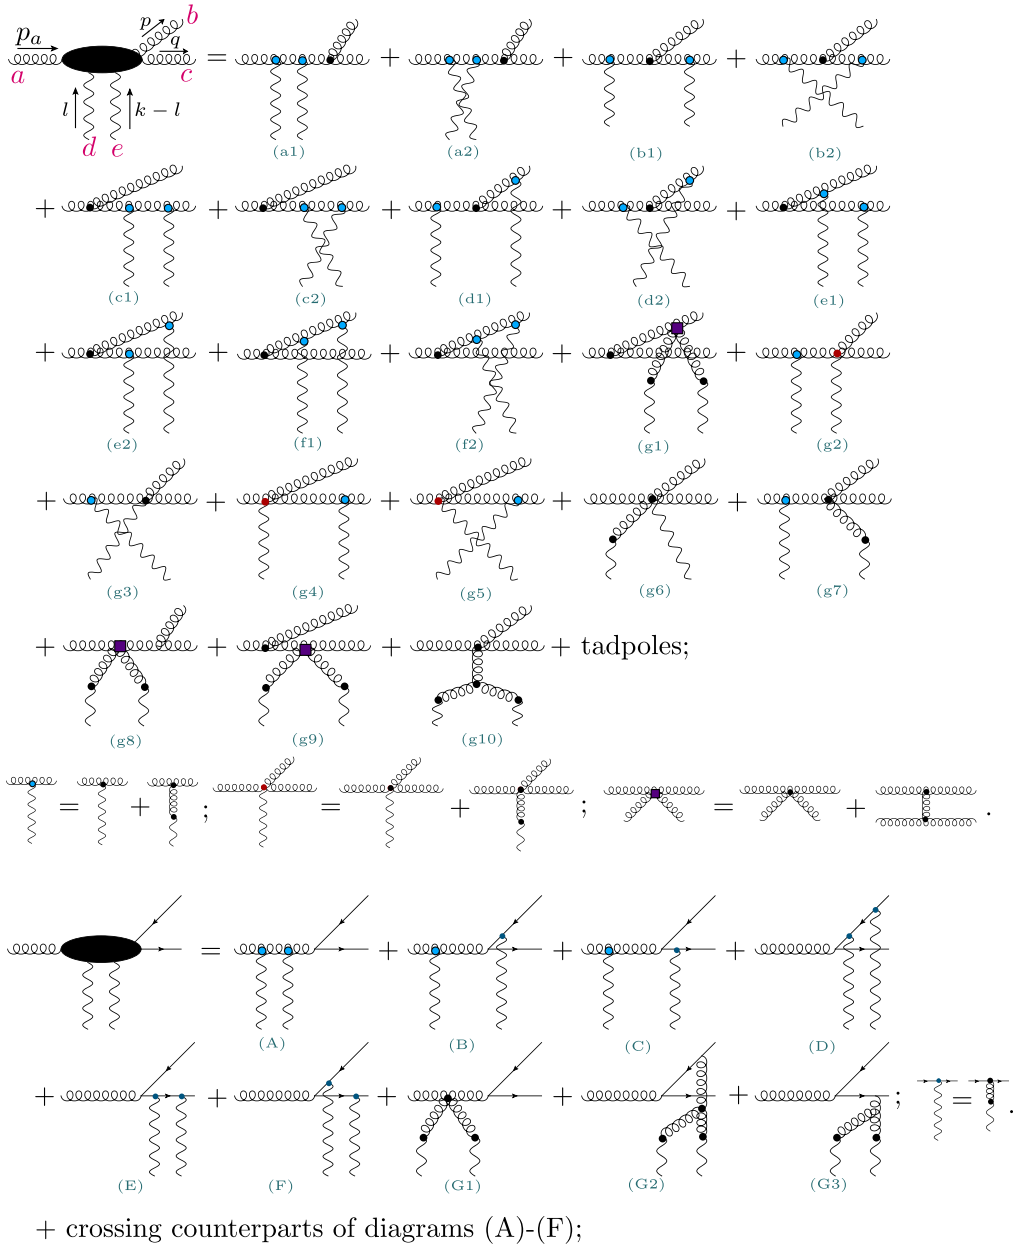 p_a p b
q
a c
l k − l
d e
= + + +
(a1) (a2) (b1) (b2)
+ + + + +
(c1) (c2) (d1) (d2) (e1)
+ + + + +
(e2) (f1) (f2) (g1) (g2)
+ + + + +
(g3) (g4) (g5) (g6) (g7)
+ + + + tadpoles;
(g8) (g9) (g10)
= + ; = + ; = + .
= + + +
(A) (B) (C) (D)
+ + + + + ; = .
(E) (F) (G1) (G2) (G3)
+ crossing counterparts of diagrams (A)-(F);